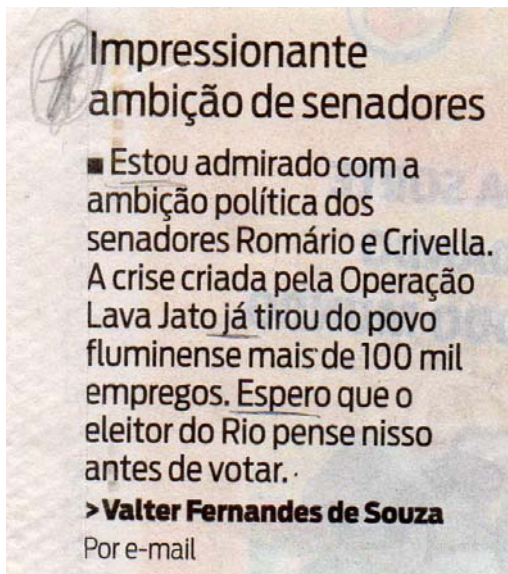 Impressionante
ambição de senadores
■ Estou admirado com a
ambição política dos
senadores Romário e Crivella.
A crise criada pela Operação
Lava Jato já tirou do povo
fluminense mais de 100 mil
empregos. Espero que o
eleitor do Rio pense nisso
antes de votar.
>Valter Fernandes de Souza
Por e-mail